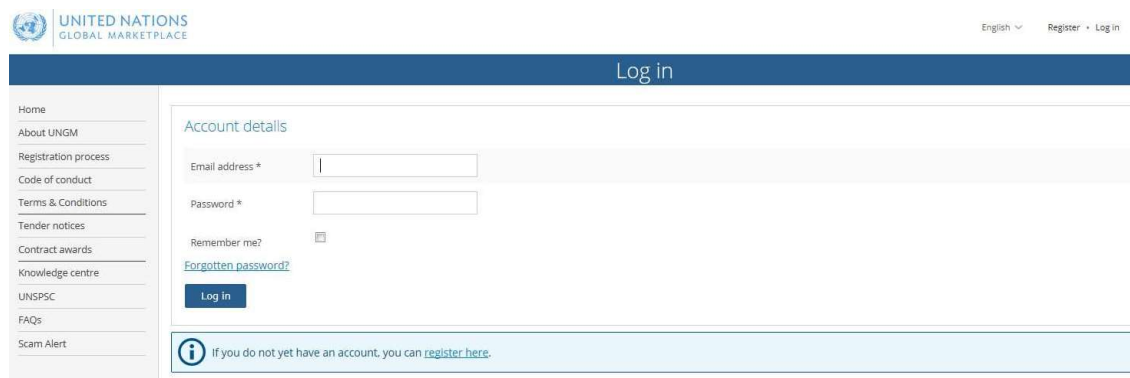 UNITED NATIONS
GLOBAL MARKETPLACE
English
Register • Log in
Log in
Home
About UNGM
Registration process
Code of conduct
Terms & Conditions
Tender notices
Contract awards
Knowledge centre
UNSPSC
FAQs
Scam Alert
Account details
Email address *
Password *
Remember me?
Forgotten password?
Log in
If you do not yet have an account, you can register here.